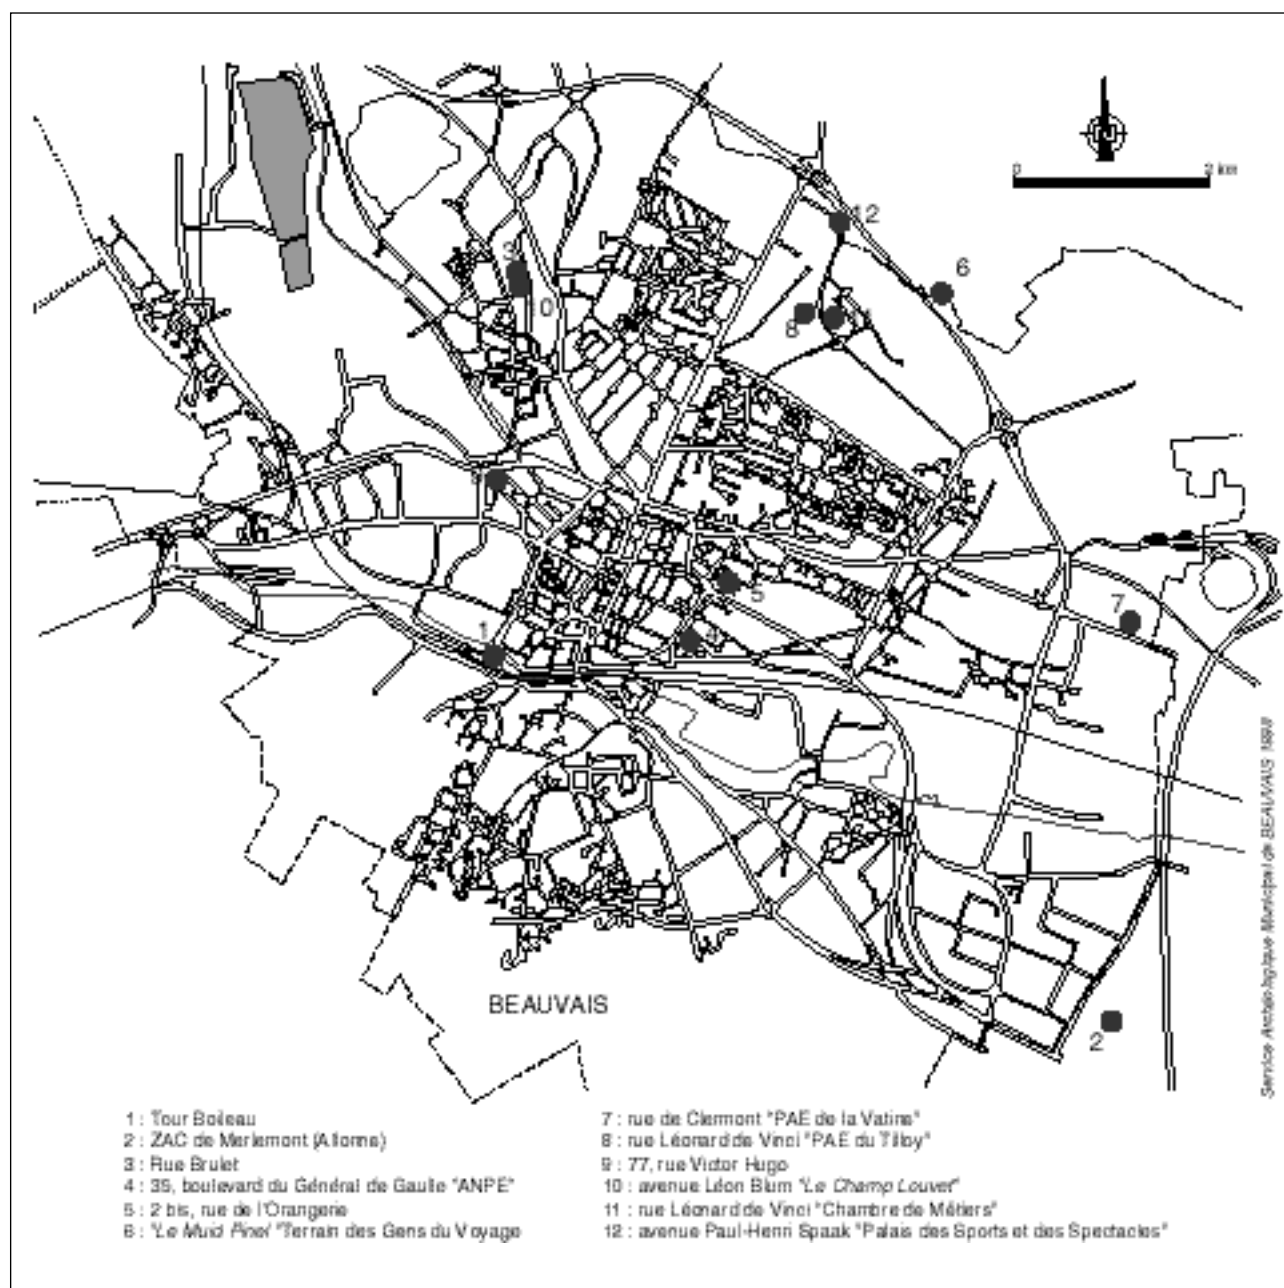 0 2 km
12
6
3
10
8
11
9
5
7
1
4
2
BEAUVAIS
Service Archéologique Municipal de BEAUVAIS 1998
1 : Tour Boileau
2 : ZAC de Merlemont (Allonne)
3 : Rue Brulet
4 : 35, boulevard du Général de Gaulle "ANPE"
5 : 2 bis, rue de l'Orangerie
6 : "Le Muid Pinel" Terrain des Gens du Voyage
7 : rue de Clermont "PAE de la Vatine"
8 : rue Léonard de Vinci "PAE du Tilloy"
9 : 77, rue Victor Hugo
10 : avenue Léon Blum "Le Champ Louvet"
11 : rue Léonard de Vinci "Chambre de Métiers"
12 : avenue Paul-Henri Spaak "Palais des Sports et des Spectacles"